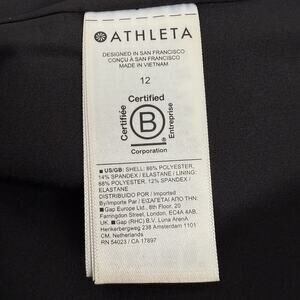 ATHLETA
DESIGNED IN SAN FRANCISCO
CONÇU À SAN FRANCISCO
MADE IN VIETNAM
12
Certified
Certifiée
B
Entreprise
Corporation
US/GB: SHELL: 86% POLYESTER,
14% SPANDEX / ELASTANE / LINING:
88% POLYESTER, 12% SPANDEX /
ELASTANE
DISTRIBUIDO POR / Imported
By/Importe Par / ΕΙΣΑΓΕΤΑΙ ΑΠΟ ΤΗΝ:
Gap Europe Ltd., 8th Floor, 20
Farringdon Street, London, EC4A 4AB,
U.K. Gap (RHC) B.V. Luna ArenA
Herikerbergweg 238 Amsterdam 1101
CM, Netherlands
RN 54023 / CA 17897